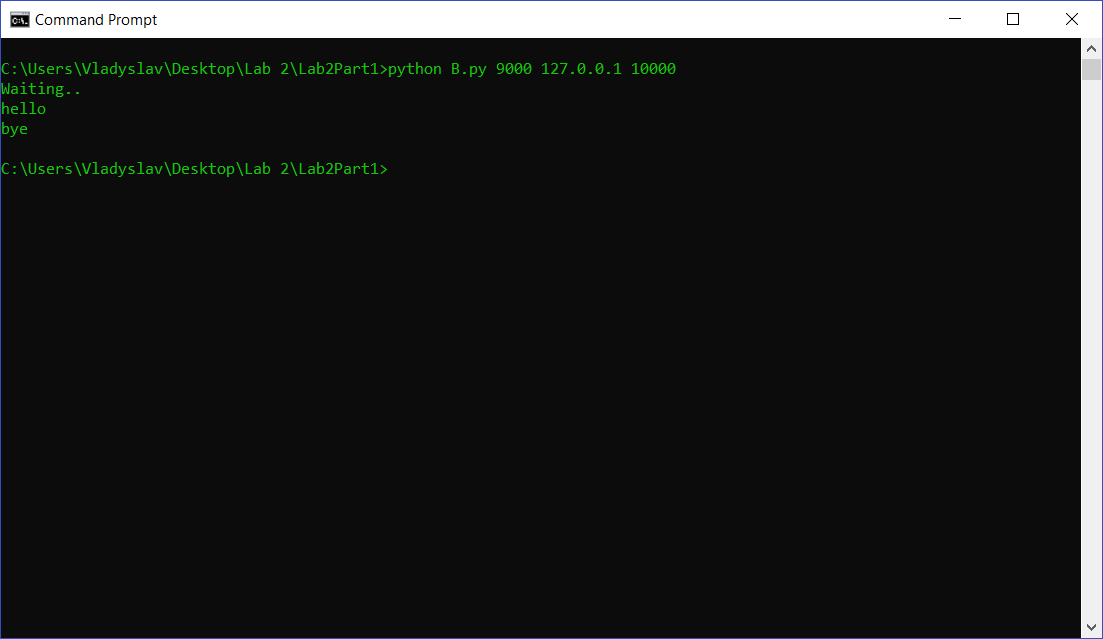 Command Prompt
C:\Users\Vladyslav\Desktop\Lab 2\Lab2Part1>python B.py 9000 127.0.0.1 10000
Waiting..
hello
bye
C:\Users\Vladyslav\Desktop\Lab 2\Lab2Part1>